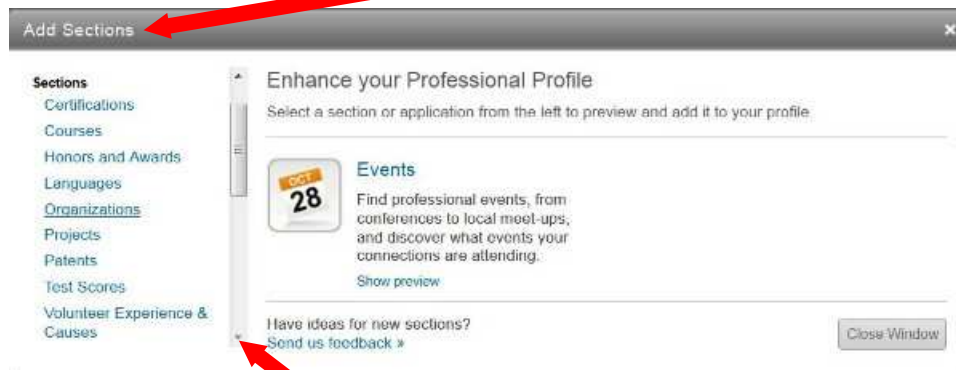 Add Sections
×
Sections
Certifications
Courses
Honors and Awards
Languages
Organizations
Projects
Patents
Test Scores
Volunteer Experience &
Causes
Enhance your Professional Profile
Select a section or application from the left to preview and add it to your profile
OCT
28
Events
Find professional events, from
conferences to local meet-ups,
and discover what events your
connections are attending.
Show preview
Have ideas for new sections?
Send us feedback »
Close Window